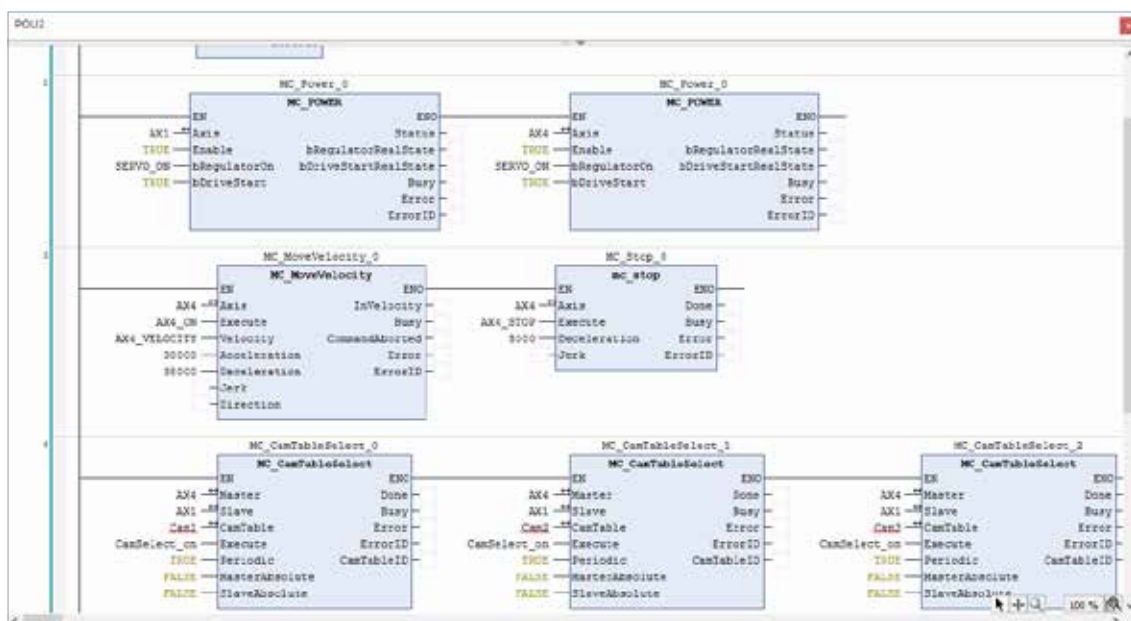 POU2
MC_Power_0 MC_Power_0
MC_POWER MC_POWER
EN ENO EN ENO
AX1 Axis Status AX4 Axis Status
TRUE Enable bRegulatorRealState TRUE Enable bRegulatorRealState
SERVO_ON bRegulatorOn bDriveStartRealState SERVO_ON bRegulatorOn bDriveStartRealState
TRUE bDriveStart Busy TRUE bDriveStart Busy
Error Error
ErrorID ErrorID
3
MC_MoveVelocity_0 MC_Stop_0
MC_MoveVelocity mc_stop
EN ENO EN ENO
AX4 Axis InVelocity AX4 Axis Done
AX4_ON Execute Busy AX4_STOP Execute Busy
AX4_VELOCITY Velocity CommandAborted Deceleration Error
30000 Acceleration Error Jerk ErrorID
Deceleration ErrorID
Jerk
Direction
4
MC_CamTableSelect_0 MC_CamTableSelect_1 MC_CamTableSelect_2
MC_CamTableSelect MC_CamTableSelect MC_CamTableSelect
EN ENO EN ENO EN ENO
AX4 Master Done AX4 Master Done AX4 Master Done
AX1 Slave Busy AX1 Slave Busy AX1 Slave Busy
Cam1 CamTable Error Cam2 CamTable Error Cam3 CamTable Error
CamSelect_on Execute ErrorID CamSelect_on Execute ErrorID CamSelect_on Execute ErrorID
TRUE Periodic CamTableID TRUE Periodic CamTableID TRUE Periodic CamTableID
FALSE MasterAbsolute FALSE MasterAbsolute FALSE MasterAbsolute
FALSE SlaveAbsolute FALSE SlaveAbsolute FALSE SlaveAbsolute
100 %